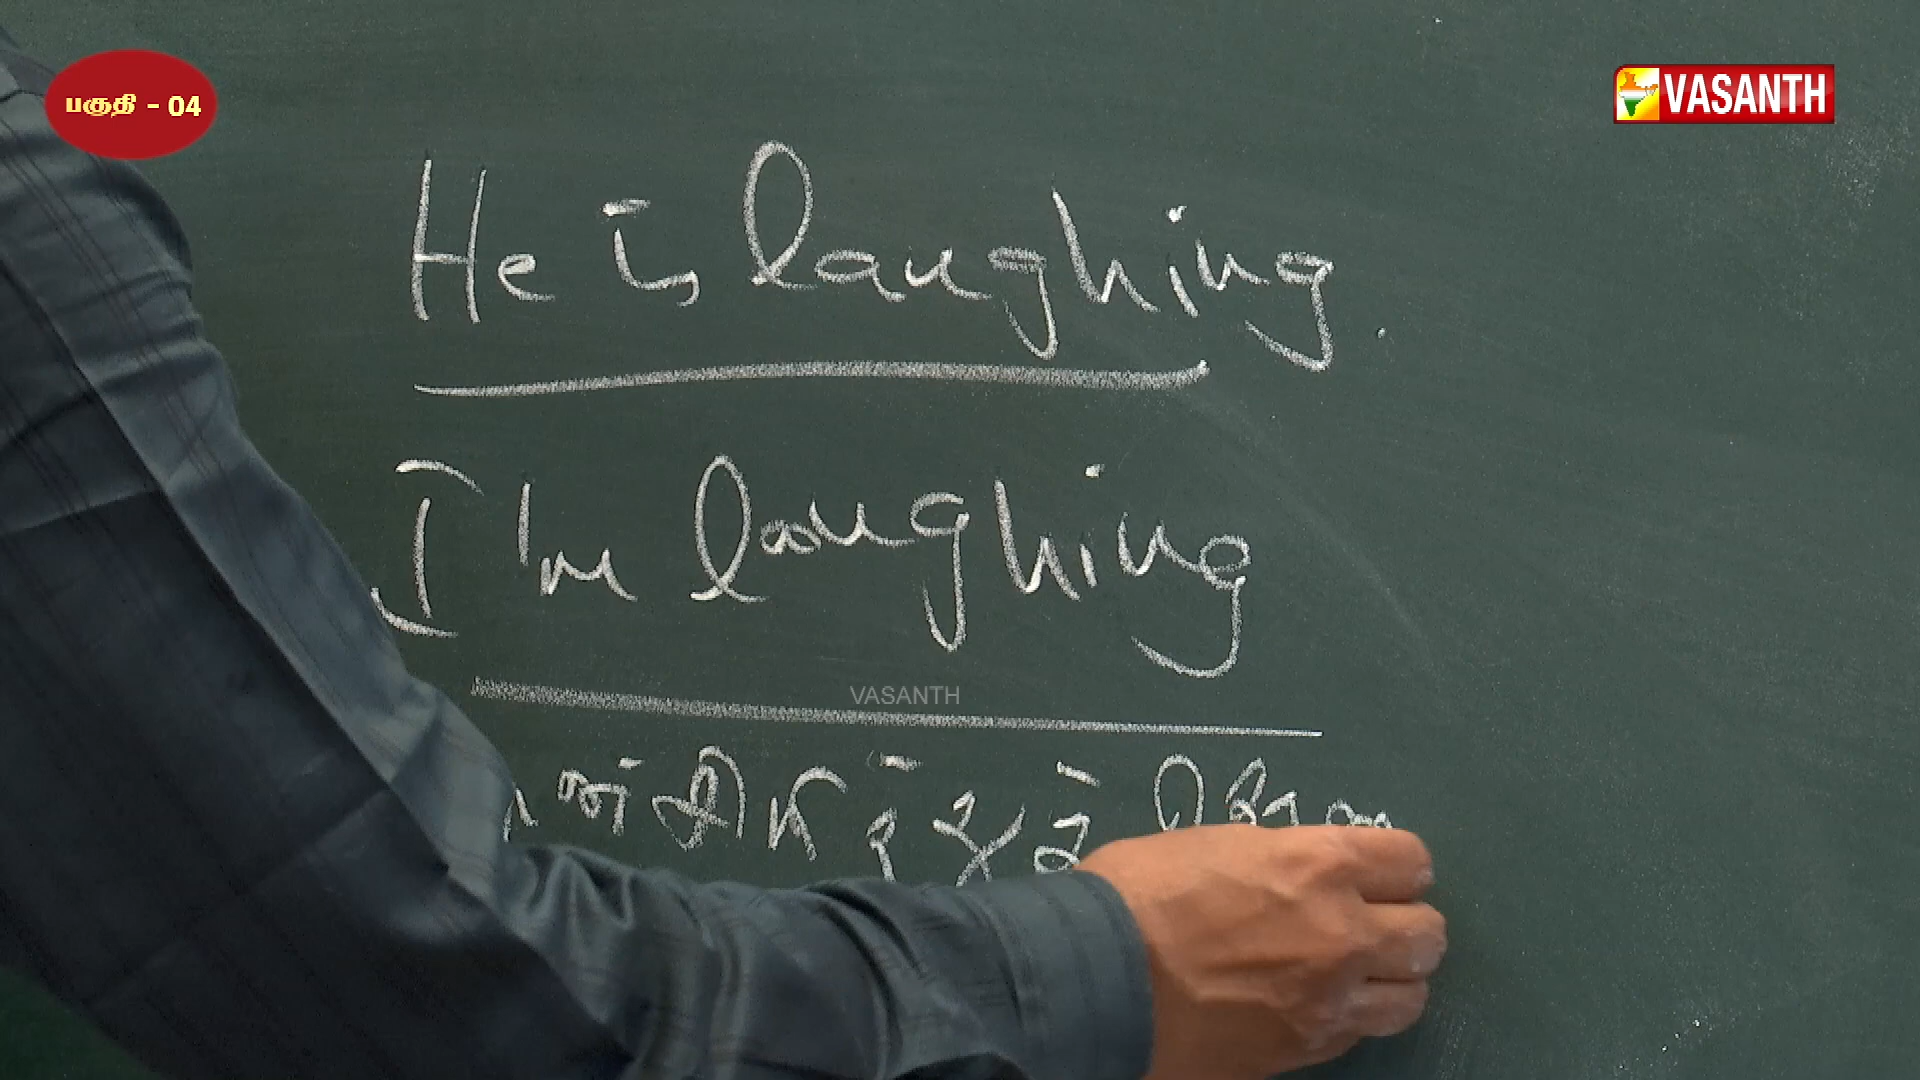 பகுதி - 04
VASANTH
He is laughing.
I'm laughing
VASANTH